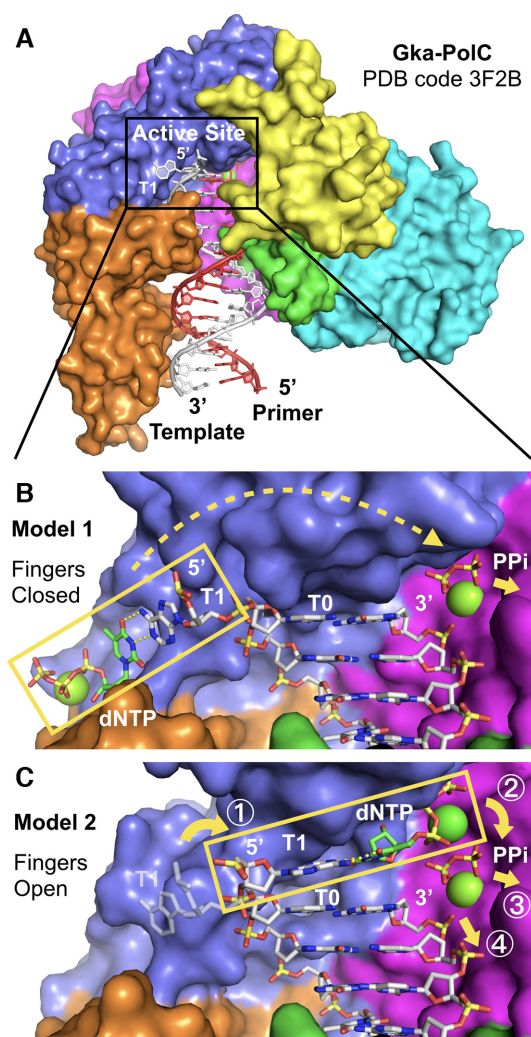 A
Gka-PolC
PDB code 3F2B
Active Site
5’
T1
3’
Template
5’
Primer
B
Model 1
Fingers
Closed
5’
T1
T0
3’
PPi
dNTP
C
Model 2
Fingers
Open
①
②
dNTP
T1
5’
T1
T0
3’
PPi
③
④